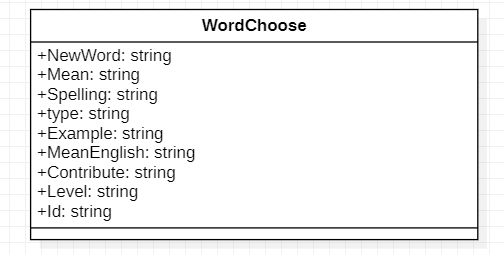 WordChoose
+NewWord: string
+Mean: string
+Spelling: string
+type: string
+Example: string
+MeanEnglish: string
+Contribute: string
+Level: string
+Id: string